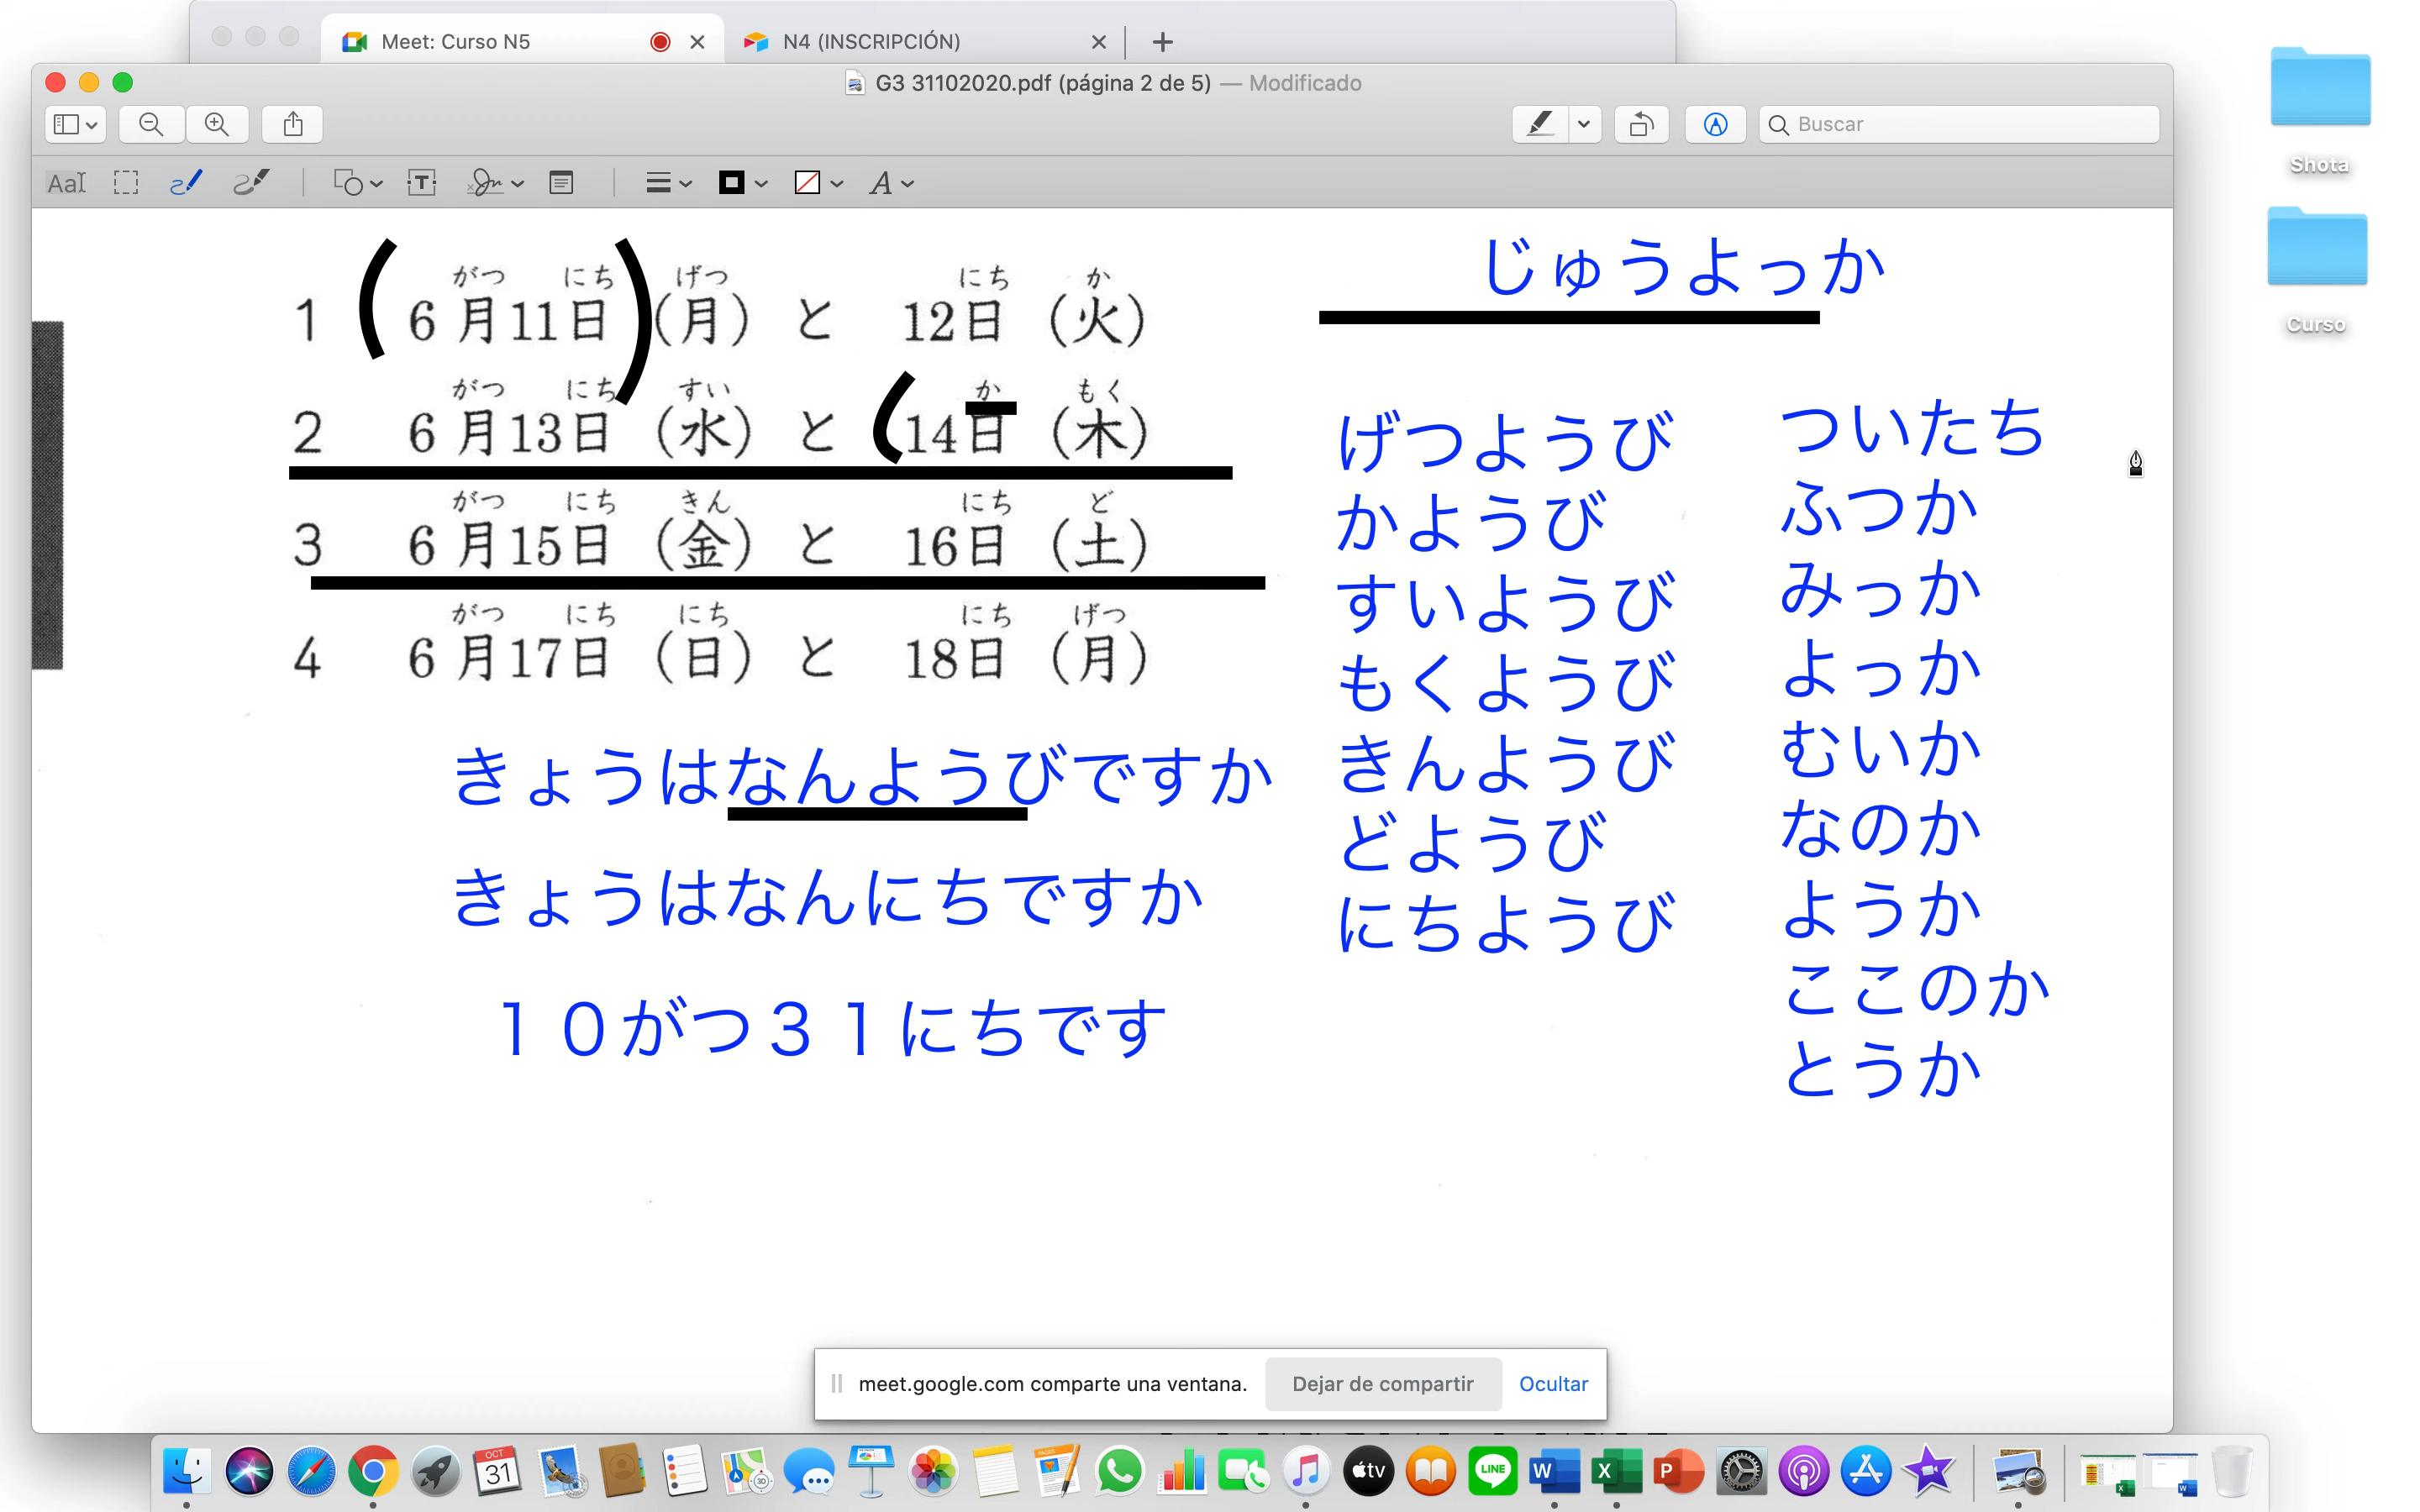 Meet: Curso N5
N4 (INSCRIPCIÓN)
G3 31102020.pdf (página 2 de 5) — Modificado
Buscar
Shota
Curso
がつ にち げつ にち か
1 6月11日(月) と 12日(火)
がつ にち すい か もく
2 6月13日(水) と 14日(木)
がつ にち きん にち ど
3 6月15日(金) と 16日(土)
がつ にち にち にち げつ
4 6月17日(日) と 18日(月)
きょうはなんようびですか
きょうはなんにちですか
10がつ31にちです
じゅうよっか
げつようび
かようび
すいようび
もくようび
きんようび
どようび
にちようび
ついたち
ふつか
みっか
よっか
むいか
なのか
ようか
ここのか
とうか
meet.google.com comparte una ventana.
Dejar de compartir
Ocultar
OCT
31
3D
PAGES
tv
LINE
W
X
P